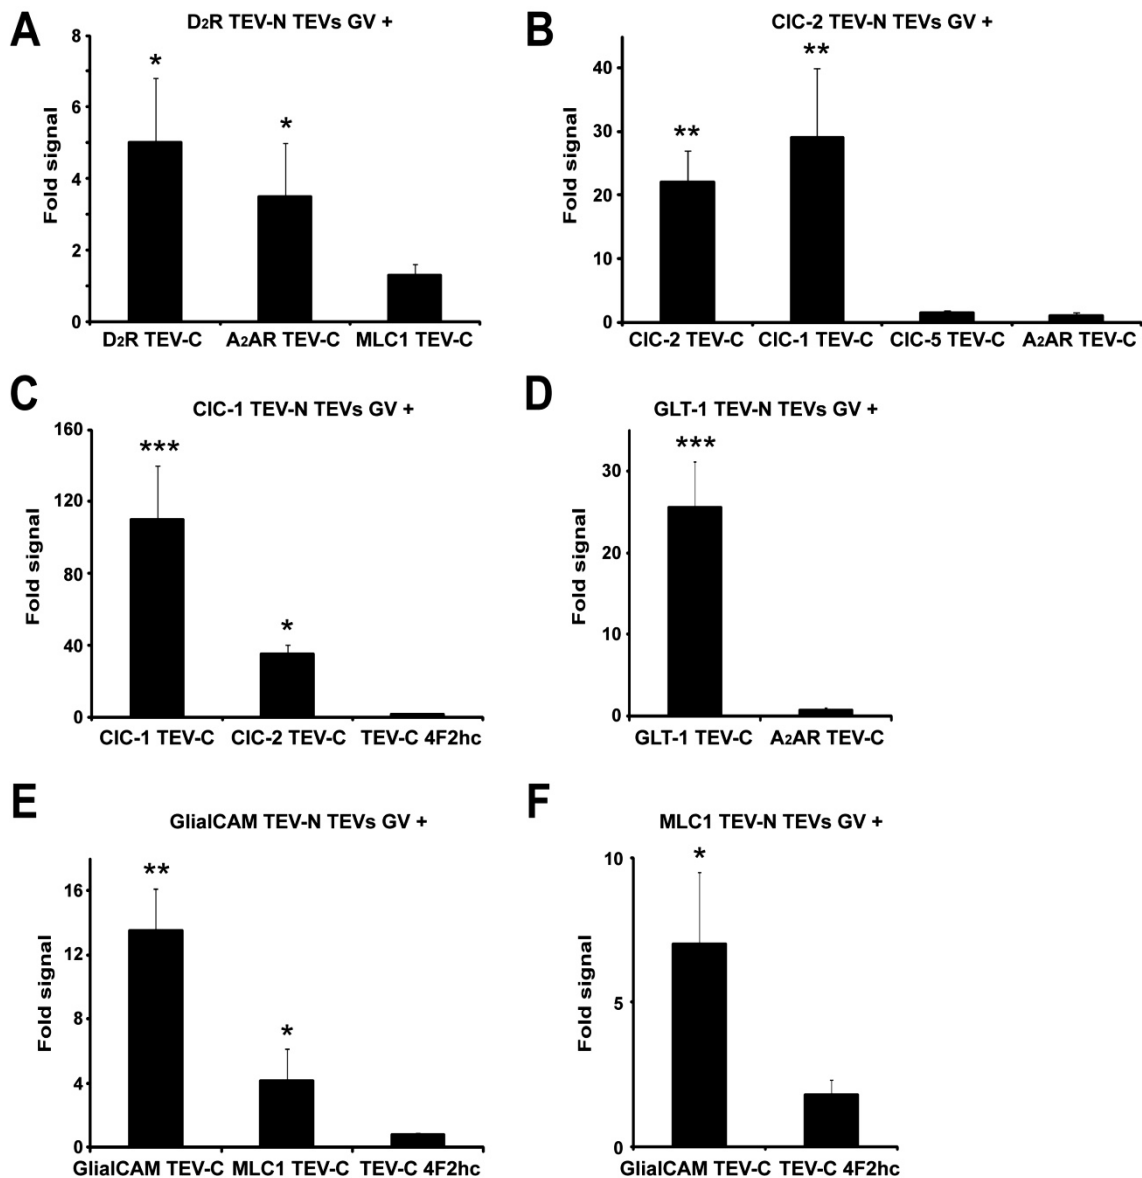 A
D2R TEV-N TEVs GV +
Fold signal
8
6
4
2
0
*
*
D2R TEV-C A2AR TEV-C MLC1 TEV-C
B
ClC-2 TEV-N TEVs GV +
Fold signal
40
30
20
10
0
**
**
ClC-2 TEV-C ClC-1 TEV-C ClC-5 TEV-C A2AR TEV-C
C
ClC-1 TEV-N TEVs GV +
Fold signal
160
120
80
40
0
***
*
ClC-1 TEV-C ClC-2 TEV-C TEV-C 4F2hc
D
GLT-1 TEV-N TEVs GV +
Fold signal
30
20
10
0
***
GLT-1 TEV-C A2AR TEV-C
E
GlialCAM TEV-N TEVs GV +
Fold signal
16
12
8
4
0
**
*
GlialCAM TEV-C MLC1 TEV-C TEV-C 4F2hc
F
MLC1 TEV-N TEVs GV +
Fold signal
10
5
0
*
GlialCAM TEV-C TEV-C 4F2hc